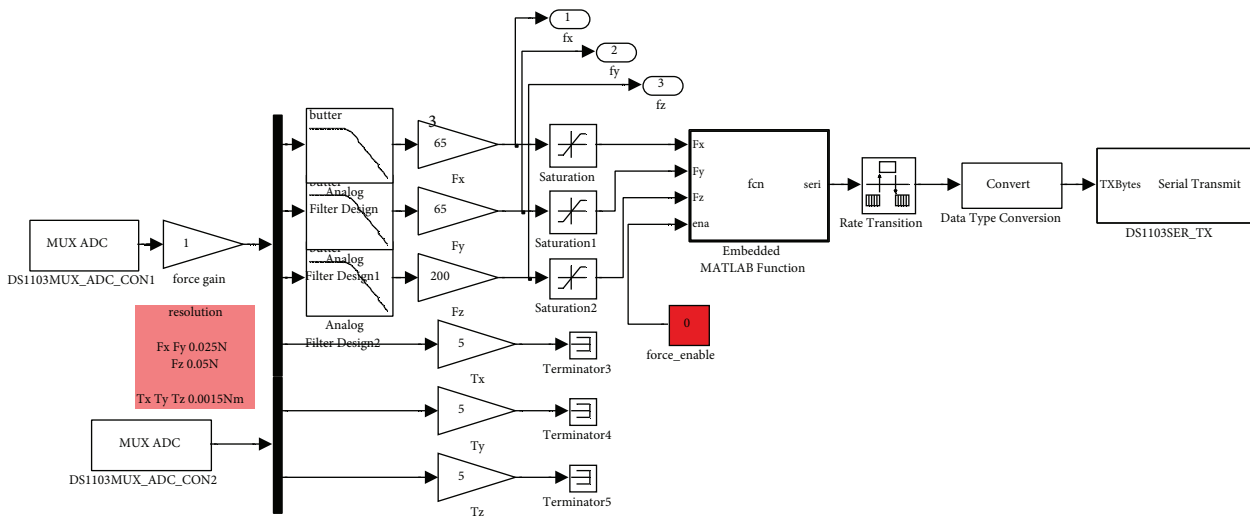 1
fx
2
fy
3
fz
butter
3
65
Fx
Saturation
Analog
Filter Design
65
Fy
Saturation1
Analog
Filter Design1
200
Fz
Saturation2
Analog
Filter Design2
MUX ADC
DS1103MUX_ADC_CON1
1
force gain
resolution
Fx Fy 0.025N
Fz 0.05N
Tx Ty Tz 0.0015Nm
MUX ADC
DS1103MUX_ADC_CON2
5
Tx
Terminator3
5
Ty
Terminator4
5
Tz
Terminator5
Fx
Fy
Fz
ena
fcn
seri
Embedded
MATLAB Function
0
force_enable
Rate Transition
Convert
Data Type Conversion
TXBytes
Serial Transmit
DS1103SER_TX